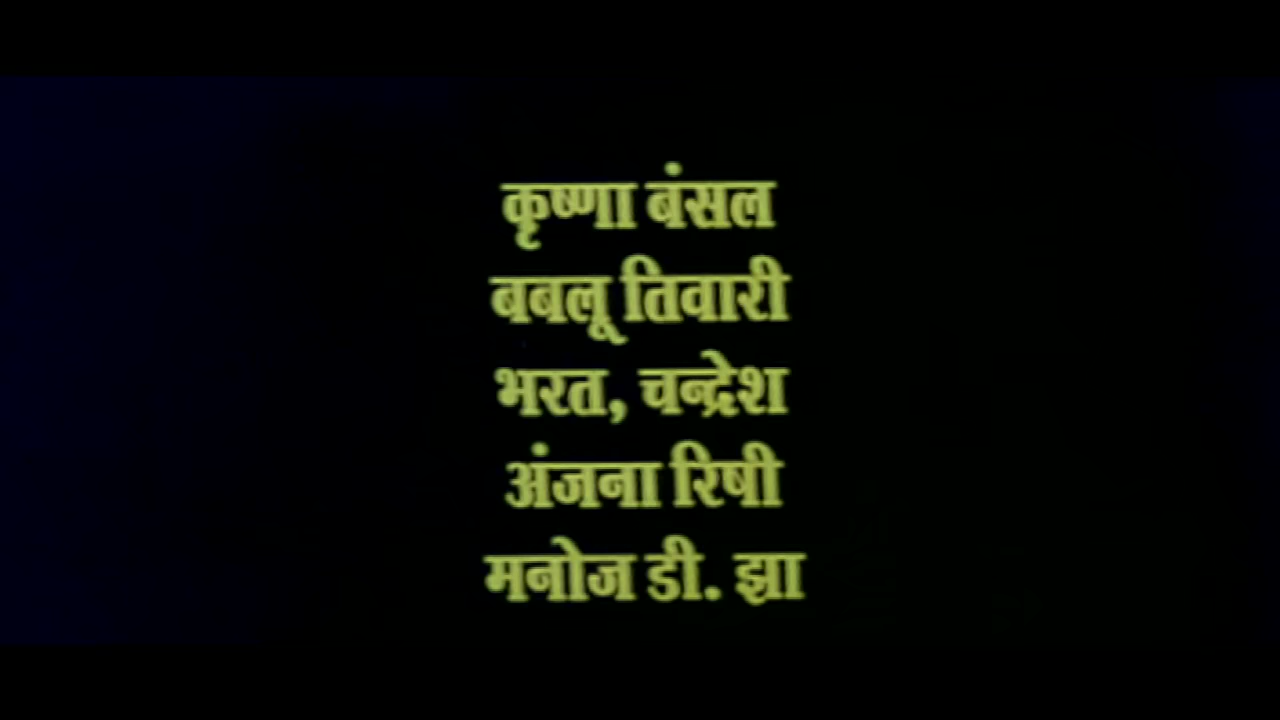 कृष्णा बंसल
बबलू तिवारी
भरत, चन्द्रेश
अंजना रिषी
मनोज डी. झा